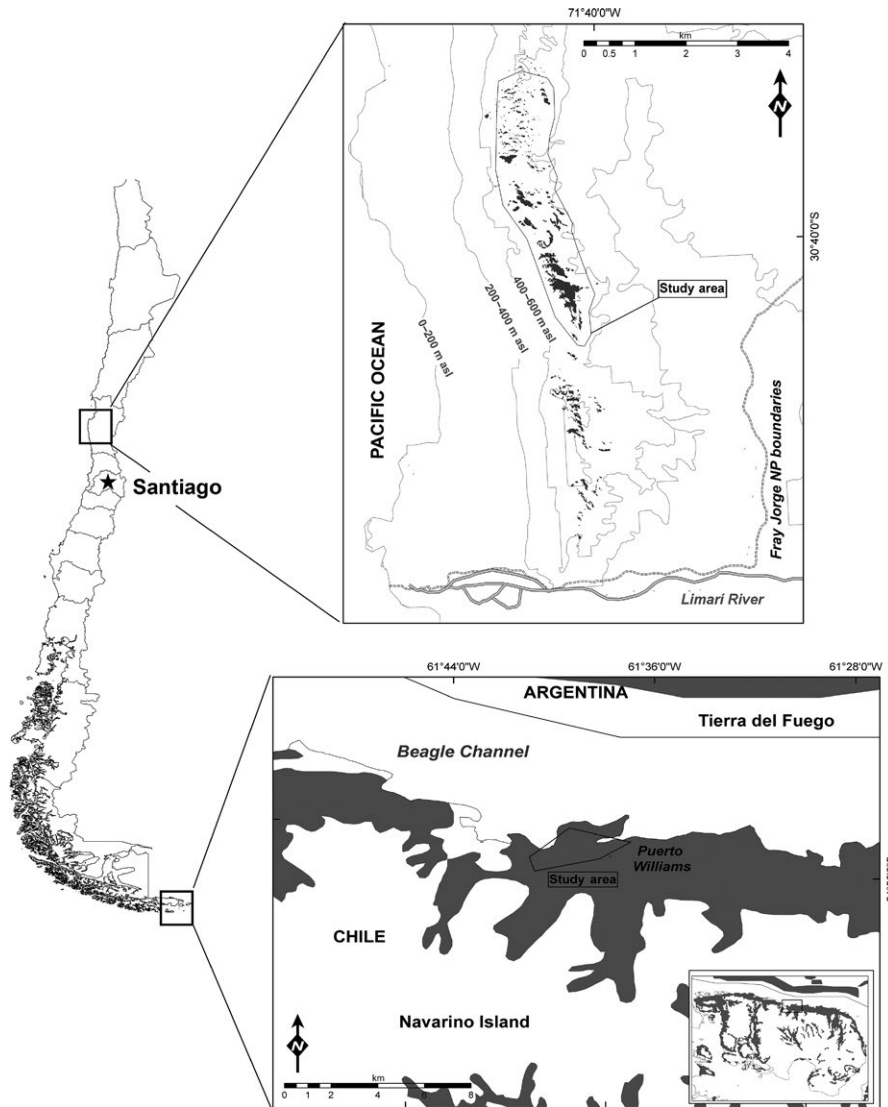 71°40'0"W
km
0 0.5 1 2 3 4
N
30°40'0"S
Study area
400–600 m asl
200–400 m asl
0–200 m asl
PACIFIC OCEAN
Fray Jorge NP boundaries
Limarí River
Santiago
61°44'0"W 61°36'0"W 61°28'0"W
ARGENTINA
Tierra del Fuego
Beagle Channel
Puerto
Williams
Study area
CHILE
Navarino Island
N
km
0 1 2 4 6 8